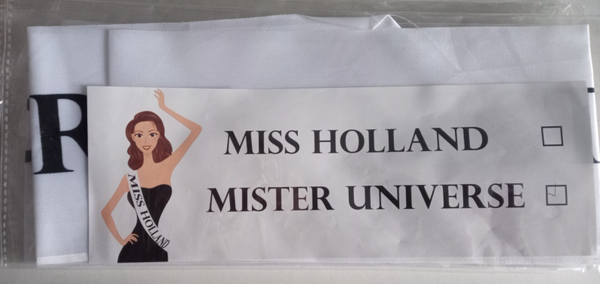 R
MISS HOLLAND
MISTER UNIVERSE
MISS HOLLAND